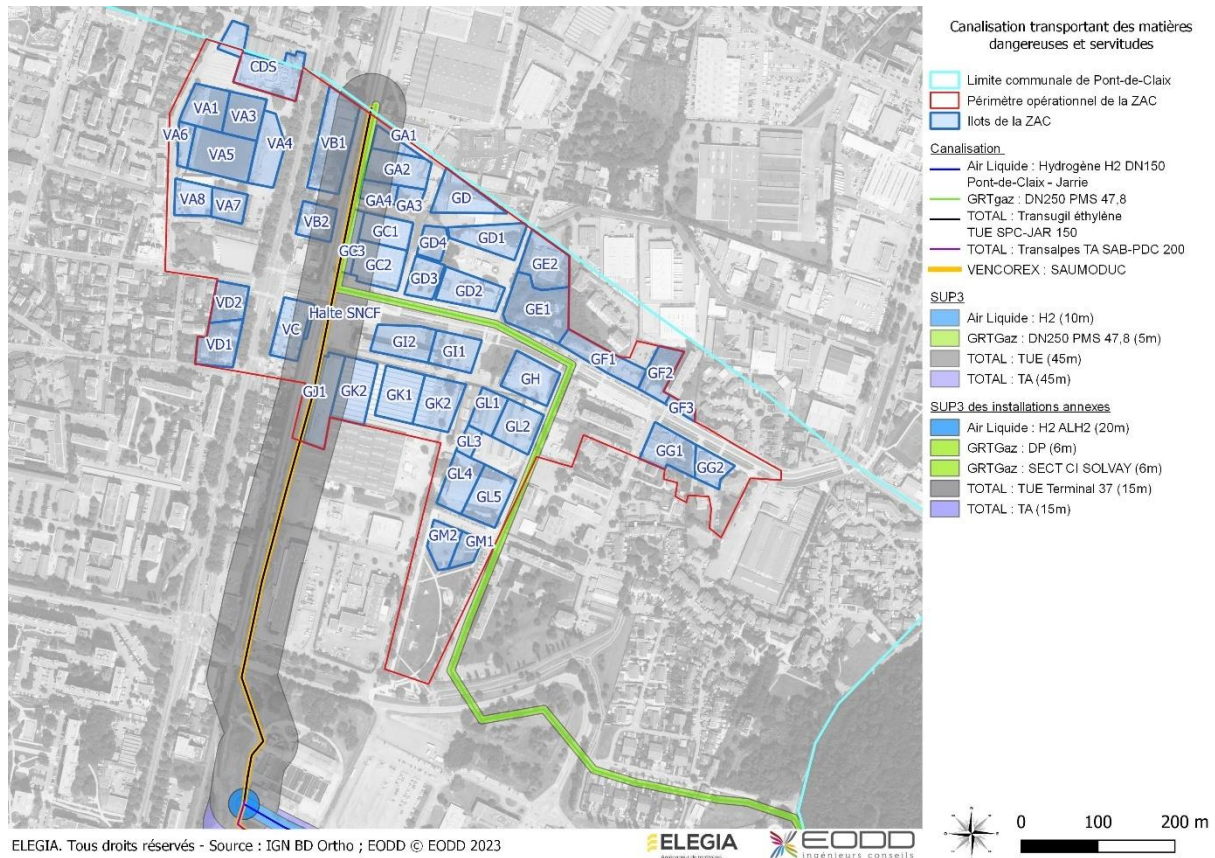 Canalisation transportant des matières
dangereuses et servitudes
Limite communale de Pont-de-Claix
Périmètre opérationnel de la ZAC
Ilots de la ZAC
Canalisation
Air Liquide : Hydrogène H2 DN150
Pont-de-Claix - Jarrie
GRTgaz : DN250 PMS 47,8
TOTAL : Transugil éthylène
TUE SPC-JAR 150
TOTAL : Transalpes TA SAB-PDC 200
VENCOREX : SAUMODUC
SUP3
Air Liquide : H2 (10m)
GRTGaz : DN250 PMS 47,8 (5m)
TOTAL : TUE (45m)
TOTAL : TA (45m)
SUP3 des installations annexes
Air Liquide : H2 ALH2 (20m)
GRTGaz : DP (6m)
GRTGaz : SECT CI SOLVAY (6m)
TOTAL : TUE Terminal 37 (15m)
TOTAL : TA (15m)
CDS
VA1
VA3
VA6
VA4
VA5
VA8
VA7
VB1
VB2
GA1
GA2
GA4
GA3
GD
GC1
GC3
GC2
GD4
GD1
GD3
GD2
GE2
GE1
VD2
VD1
VC
Halte SNCF
GI2
GI1
GF1
GF2
GF3
GJ1
GK2
GK1
GK2
GH
GL1
GL2
GL3
GL4
GL5
GG1
GG2
GM2
GM1
0 100 200 m
ELEGIA. Tous droits réservés - Source : IGN BD Ortho ; EODD © EODD 2023
ELEGIA
EODD
ingénieurs conseils